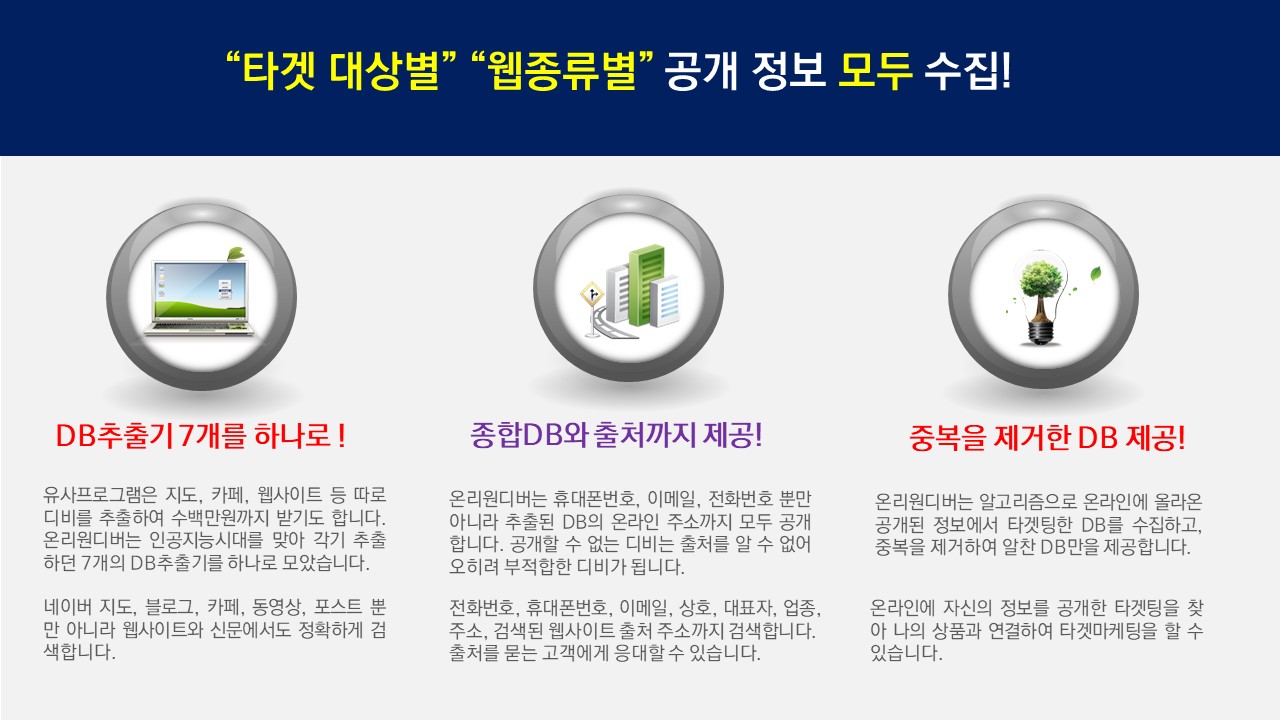 “타겟 대상별” “웹종류별” 공개 정보 모두 수집!
DB추출기 7개를 하나로 !
유사프로그램은 지도, 카페, 웹사이트 등 따로
디비를 추출하여 수백만원까지 받기도 합니다.
온리원디버는 인공지능시대를 맞아 각기 추출
하던 7개의 DB추출기를 하나로 모았습니다.
네이버 지도, 블로그, 카페, 동영상, 포스트 뿐
만 아니라 웹사이트와 신문에서도 정확하게 검
색합니다.
종합DB와 출처까지 제공!
온리원디버는 휴대폰번호, 이메일, 전화번호 뿐만
아니라 추출된 DB의 온라인 주소까지 모두 공개
합니다. 공개할 수 없는 디비는 출처를 알 수 없어
오히려 부적합한 디비가 됩니다.
전화번호, 휴대폰번호, 이메일, 상호, 대표자, 업종,
주소, 검색된 웹사이트 출처 주소까지 검색합니다.
출처를 묻는 고객에게 응대할 수 있습니다.
중복을 제거한 DB 제공!
온리원디버는 알고리즘으로 온라인에 올라온
공개된 정보에서 타겟팅한 DB를 수집하고,
중복을 제거하여 알찬 DB만을 제공합니다.
온라인에 자신의 정보를 공개한 타겟팅을 찾
아 나의 상품과 연결하여 타겟마케팅을 할 수
있습니다.